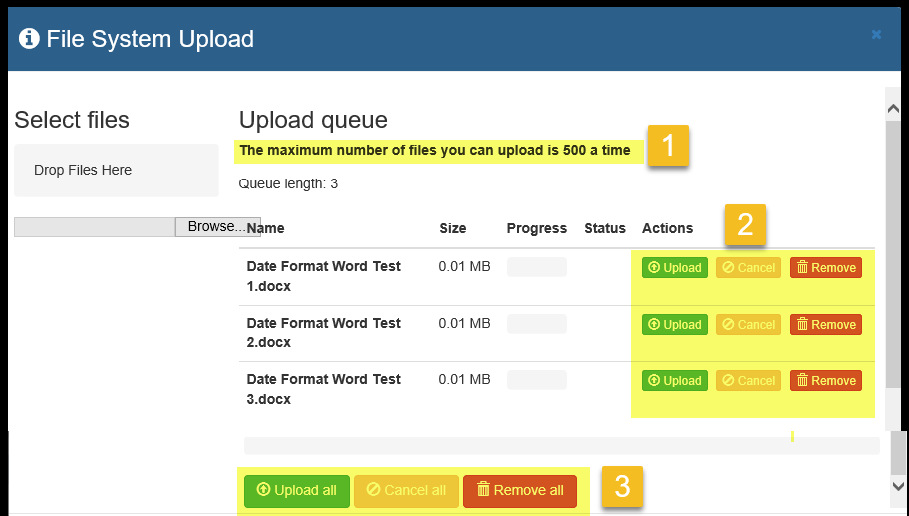 File System Upload
Select files
Drop Files Here
Browse...
Upload queue
The maximum number of files you can upload is 500 a time
1
Queue length: 3
Name Size Progress Status Actions
2
Date Format Word Test 0.01 MB Upload Cancel Remove
1.docx
Date Format Word Test 0.01 MB Upload Cancel Remove
2.docx
Date Format Word Test 0.01 MB Upload Cancel Remove
3.docx
Upload all Cancel all Remove all
3